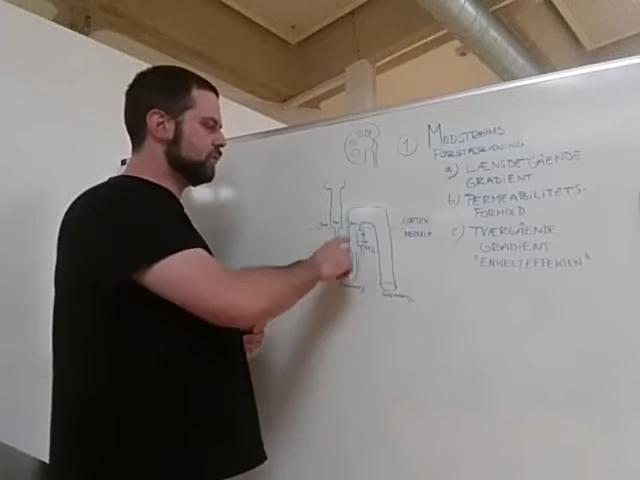 1 MODSTRØMS
FORSTÆRKNING
a) LÆNGDEGÅENDE
GRADIENT
b) PERMEABILITETS-
FORHOLD
c) TVÆRGÅENDE
GRADIENT
"ENKELTEFFEKTEN"
CORTEX
MEDULLA